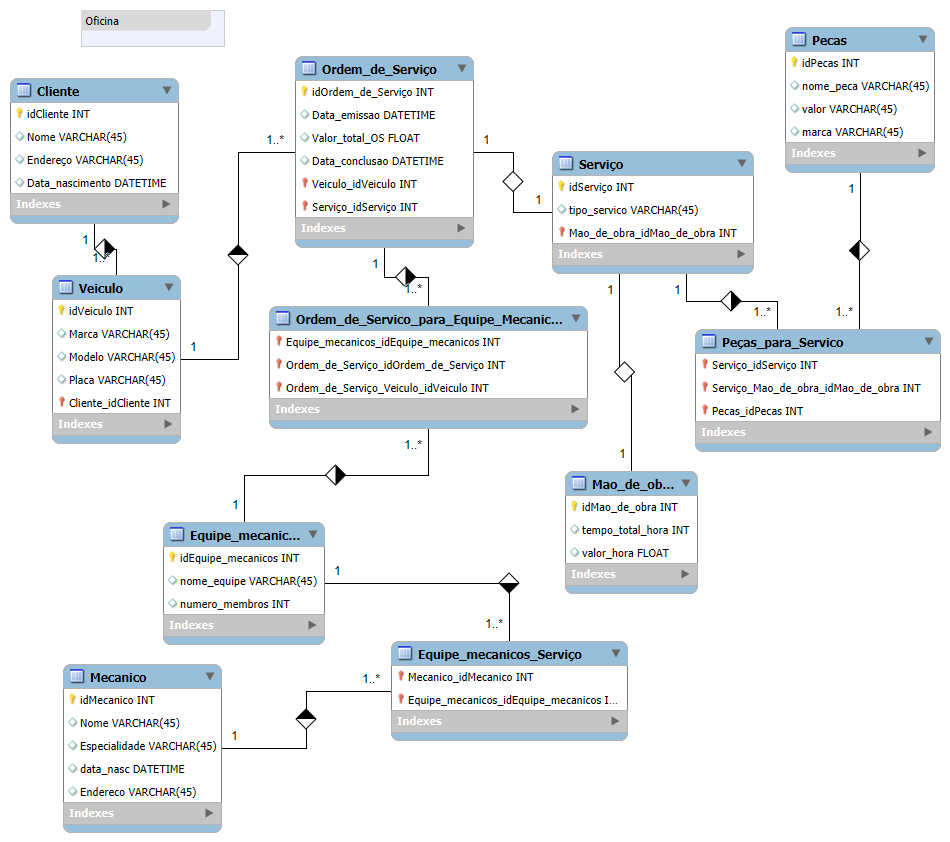 Oficina
Cliente
idCliente INT
Nome VARCHAR(45)
Endereço VARCHAR(45)
Data_nascimento DATETIME
Indexes
1
1..*
Veiculo
idVeiculo INT
Marca VARCHAR(45)
Modelo VARCHAR(45)
Placa VARCHAR(45)
Cliente_idCliente INT
Indexes
1
1..*
Ordem_de_Serviço
idOrdem_de_Serviço INT
Data_emissao DATETIME
Valor_total_OS FLOAT
Data_conclusao DATETIME
Veiculo_idVeiculo INT
Serviço_idServiço INT
Indexes
1
1
Serviço
idServiço INT
tipo_servico VARCHAR(45)
Mao_de_obra_idMao_de_obra INT
Indexes
Pecas
idPecas INT
nome_peca VARCHAR(45)
valor VARCHAR(45)
marca VARCHAR(45)
Indexes
1
1..*
1
1..*
Peças_para_Servico
Serviço_idServiço INT
Serviço_Mao_de_obra_idMao_de_obra INT
Pecas_idPecas INT
Indexes
1
1..*
Ordem_de_Servico_para_Equipe_Mecanic...
Equipe_mecanicos_idEquipe_mecanicos INT
Ordem_de_Serviço_idOrdem_de_Serviço INT
Ordem_de_Serviço_Veiculo_idVeiculo INT
Indexes
1
1
Mao_de_ob...
idMao_de_obra INT
tempo_total_hora INT
valor_hora FLOAT
Indexes
1..*
1
Equipe_mecanic...
idEquipe_mecanicos INT
nome_equipe VARCHAR(45)
numero_membros INT
Indexes
1
1..*
Equipe_mecanicos_Serviço
Mecanico_idMecanico INT
Equipe_mecanicos_idEquipe_mecanicos I...
Indexes
1..*
1
Mecanico
idMecanico INT
Nome VARCHAR(45)
Especialidade VARCHAR(45)
data_nasc DATETIME
Endereco VARCHAR(45)
Indexes